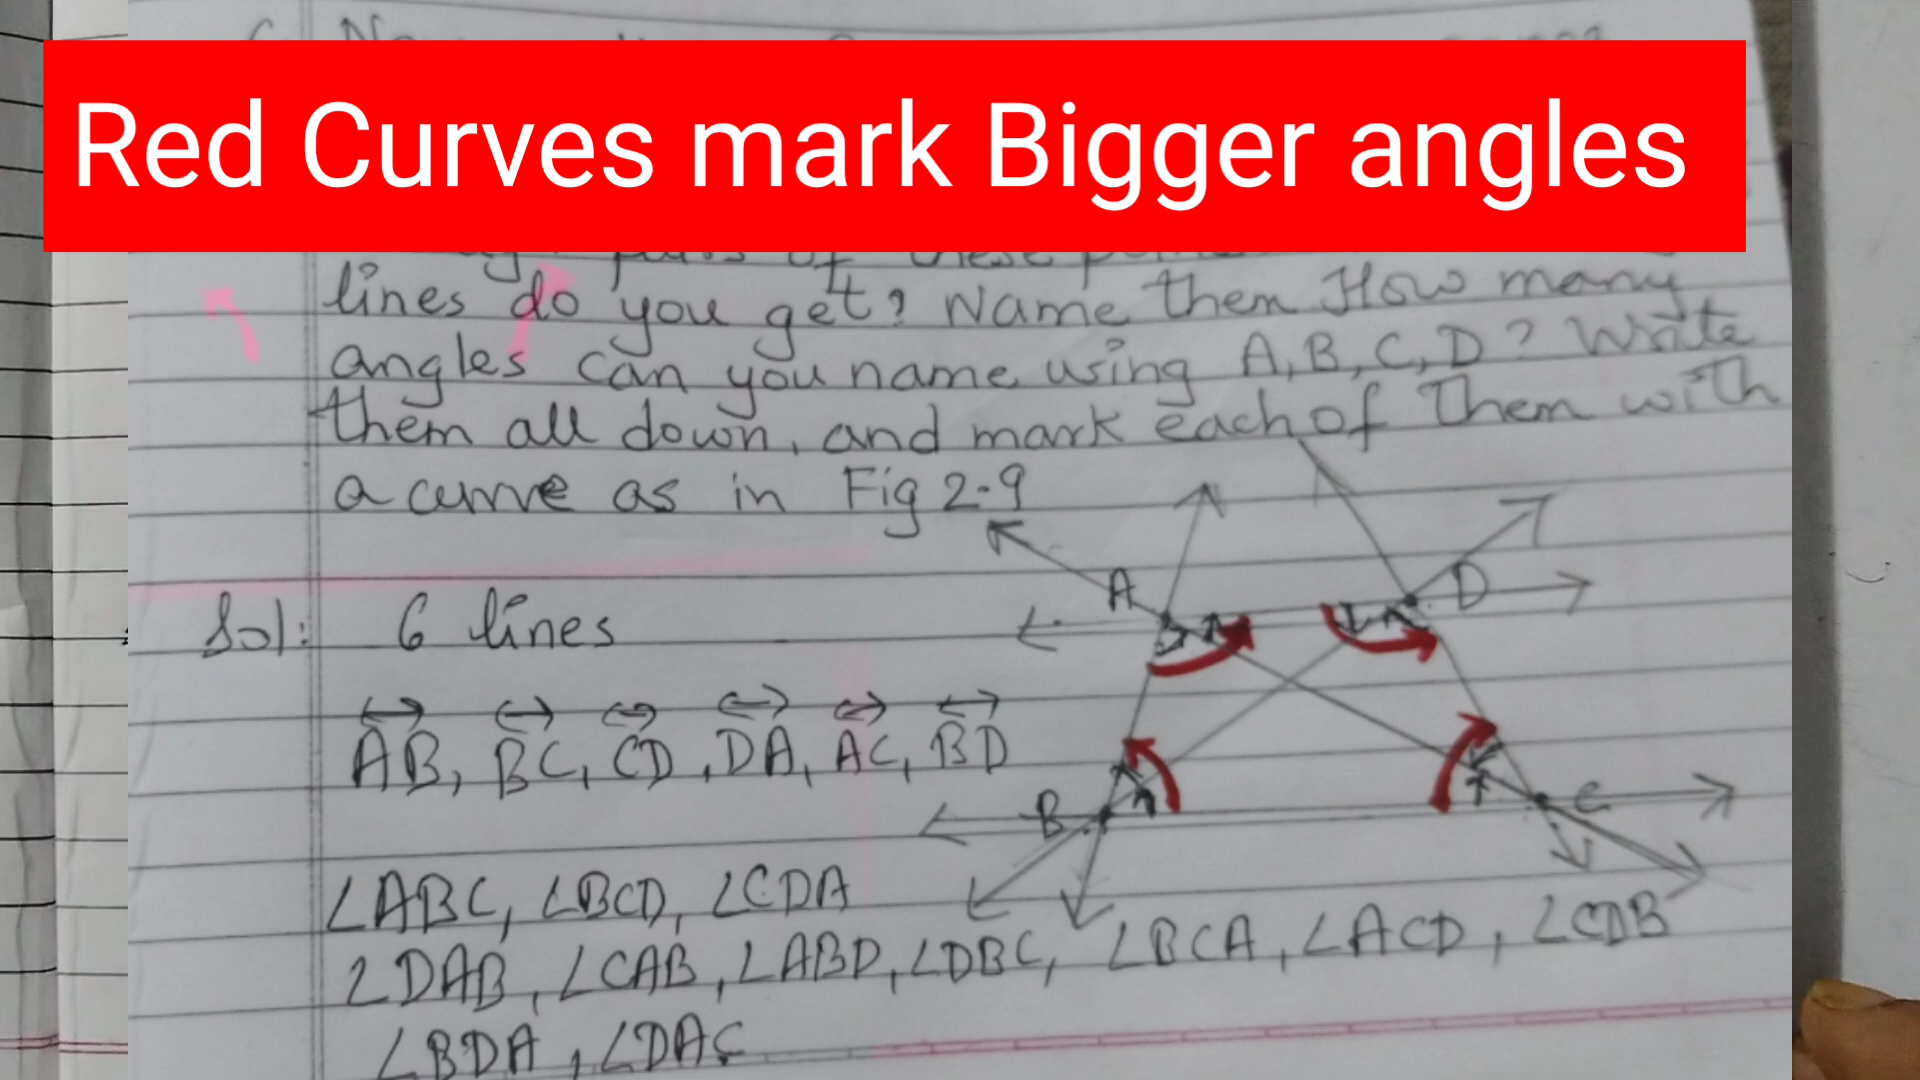 Red Curves mark Bigger angles
of these
lines do you get? Name them How many
angles can you name using A, B, C, D? Write
them all down, and mark each of them with
a curve as in Fig 2.9
A
D
Sol: 6 lines
AB, BC, CD, DA, AC, BD
B
C
∠ABC, ∠BCD, ∠CDA
∠DAB, ∠CAB, ∠ABD, ∠DBC, ∠BCA, ∠ACD, ∠CDB
∠BDA, ∠DAC